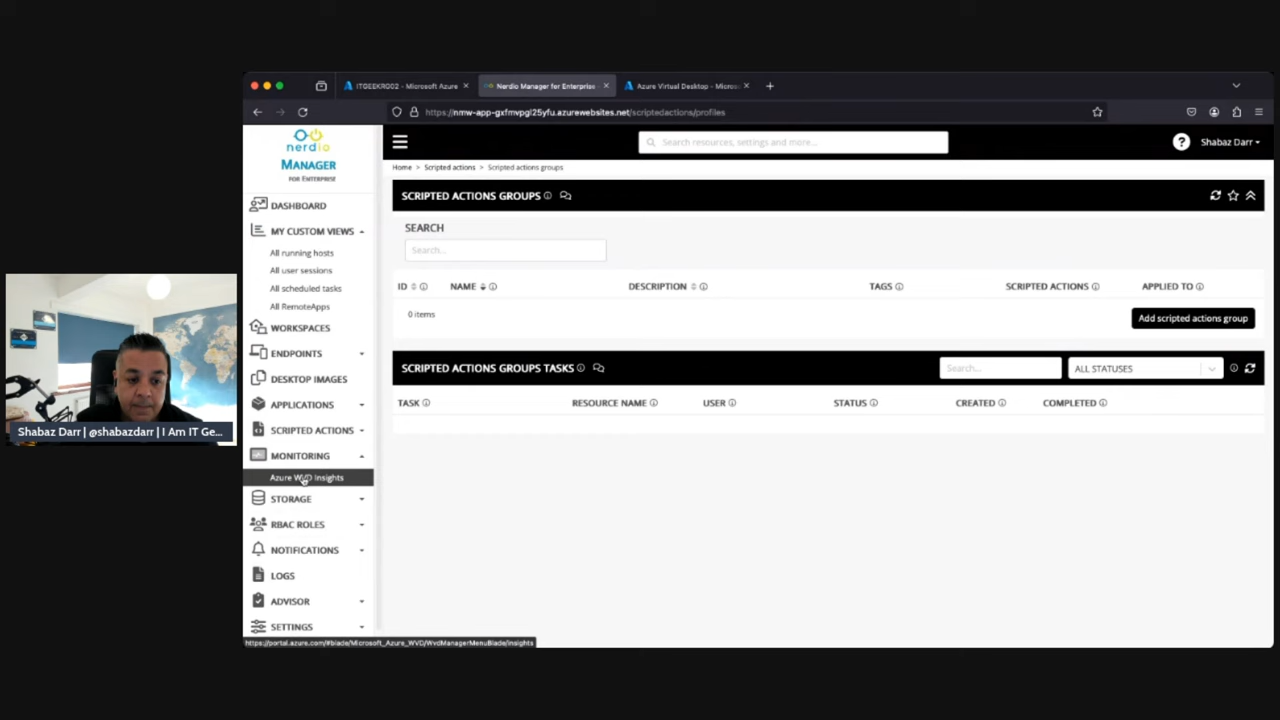 ITGEEKR002 - Microsoft Azure
Nerdio Manager for Enterprise
Azure Virtual Desktop - Micros
https://nmw-app-gxfmvpgl25yfu.azurewebsites.net/scriptedactions/profiles
nerdio
MANAGER
FOR ENTERPRISE
Search resources, settings and more...
Shabaz Darr
Home > Scripted actions > Scripted actions groups
DASHBOARD
MY CUSTOM VIEWS
All running hosts
All user sessions
All scheduled tasks
All RemoteApps
WORKSPACES
ENDPOINTS
DESKTOP IMAGES
APPLICATIONS
SCRIPTED ACTIONS
MONITORING
Azure WVD Insights
STORAGE
RBAC ROLES
NOTIFICATIONS
LOGS
ADVISOR
SETTINGS
SCRIPTED ACTIONS GROUPS
SEARCH
Search...
ID NAME DESCRIPTION TAGS SCRIPTED ACTIONS APPLIED TO
0 items
Add scripted actions group
SCRIPTED ACTIONS GROUPS TASKS
Search...
ALL STATUSES
TASK RESOURCE NAME USER STATUS CREATED COMPLETED
Shabaz Darr | @shabazdarr | I Am IT Ge...
https://portal.azure.com/#blade/Microsoft_Azure_WVD/WvdManagerMenuBlade/insights